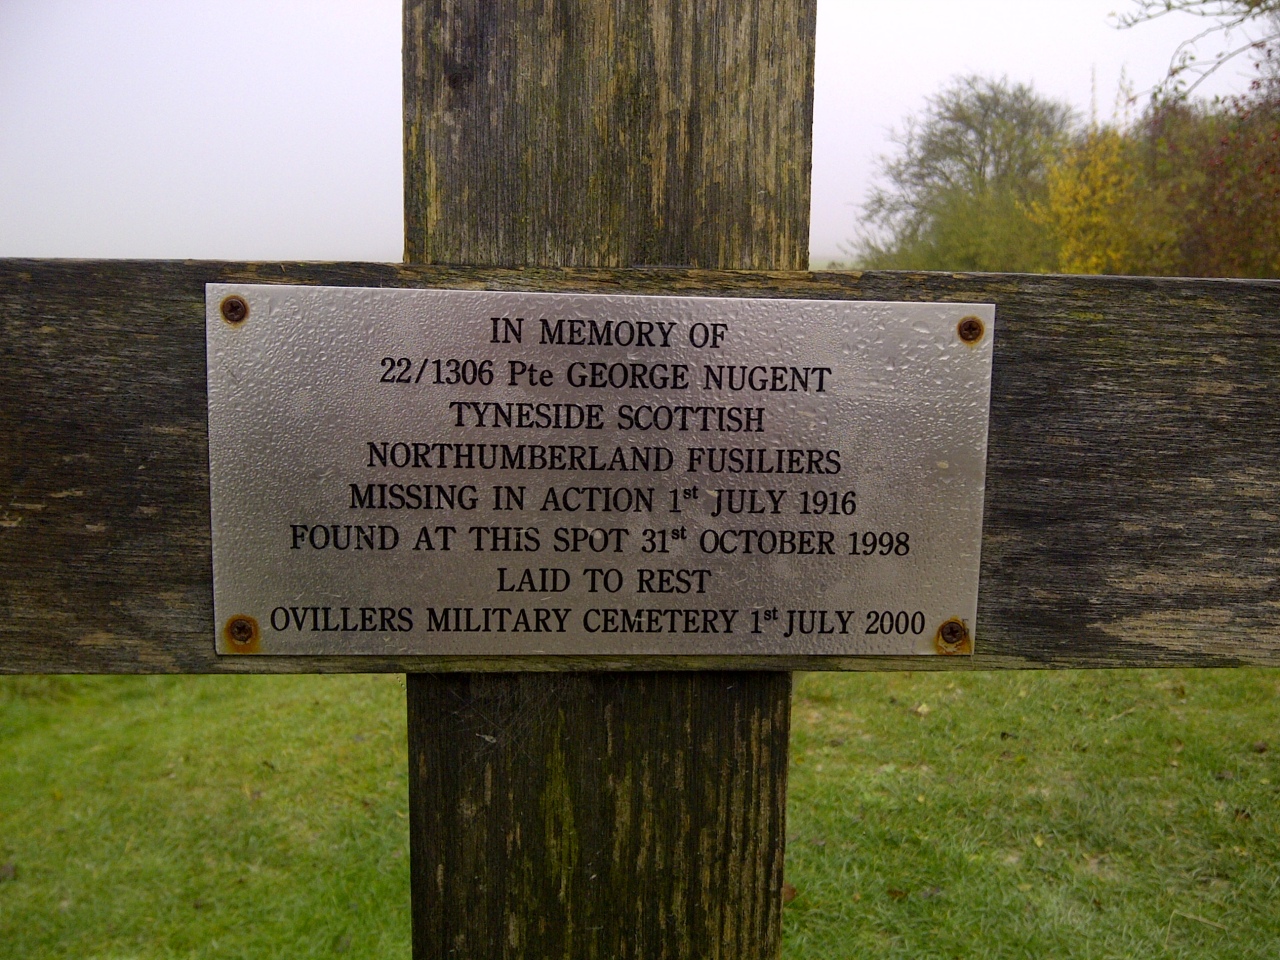 IN MEMORY OF
22/1306 Pte GEORGE NUGENT
TYNESIDE SCOTTISH
NORTHUMBERLAND FUSILIERS
MISSING IN ACTION 1st JULY 1916
FOUND AT THiS SPOT 31st OCTOBER 1998
LAID TO REST
OVILLERS MILITARY CEMETERY 1st JULY 2000